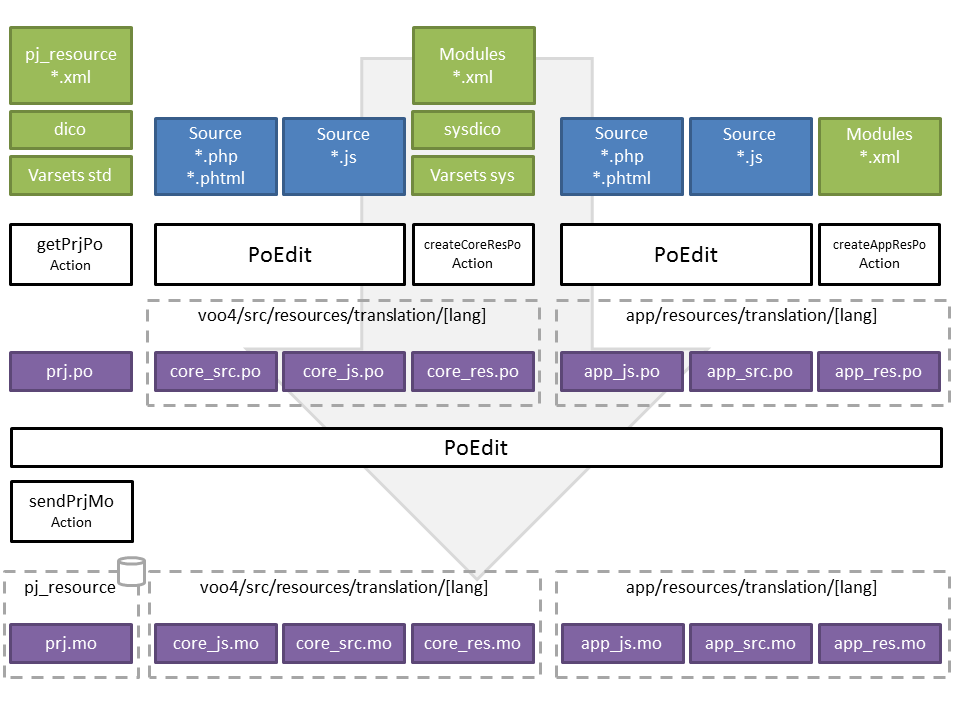 pj_resource
*.xml
dico
Varsets std
Source
*.php
*.phtml
Source
*.js
Modules
*.xml
sysdico
Varsets sys
Source
*.php
*.phtml
Source
*.js
Modules
*.xml
getPrjPo
Action
PoEdit
createCoreResPo
Action
PoEdit
createAppResPo
Action
voo4/src/resources/translation/[lang]
app/resources/translation/[lang]
prj.po
core_src.po
core_js.po
core_res.po
app_js.po
app_src.po
app_res.po
PoEdit
sendPrjMo
Action
pj_resource
voo4/src/resources/translation/[lang]
app/resources/translation/[lang]
prj.mo
core_js.mo
core_src.mo
core_res.mo
app_js.mo
app_src.mo
app_res.mo